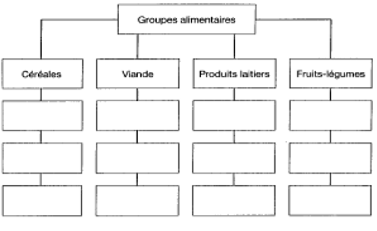 Groupes alimentaires
Céréales
Viande
Produits laitiers
Fruits-légumes